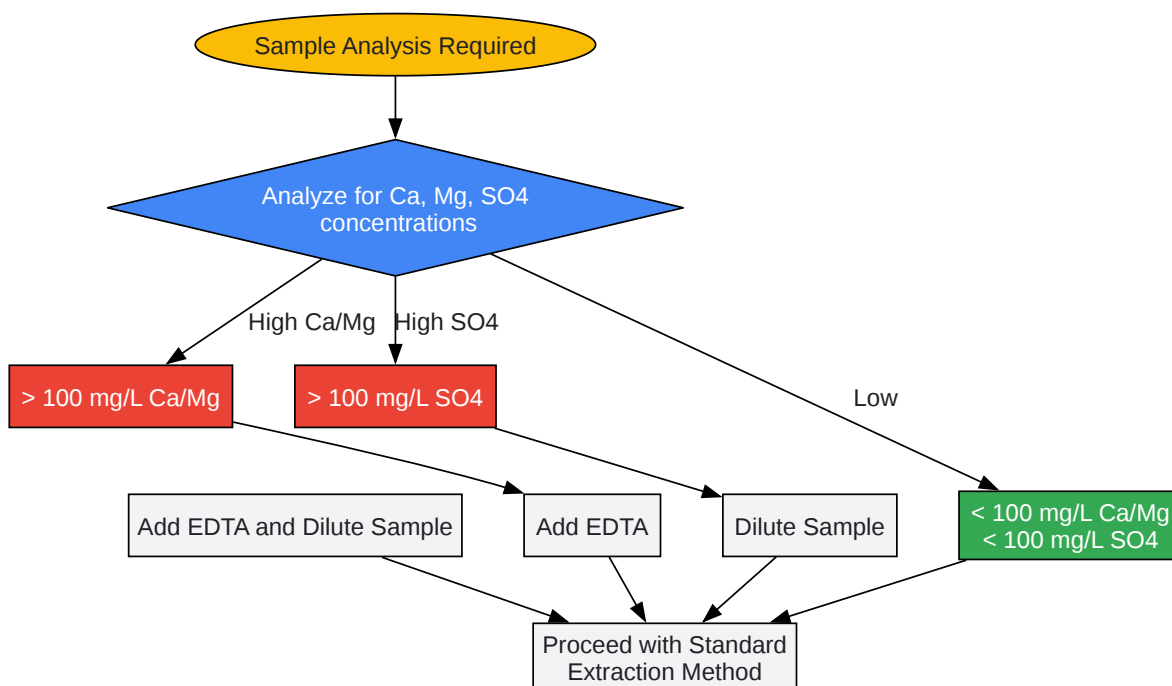 Sample Analysis Required
Analyze for Ca, Mg, SO4
concentrations
High Ca/Mg
High SO4
> 100 mg/L Ca/Mg
> 100 mg/L SO4
Low
Add EDTA and Dilute Sample
Add EDTA
Dilute Sample
< 100 mg/L Ca/Mg
< 100 mg/L SO4
Proceed with Standard
Extraction Method